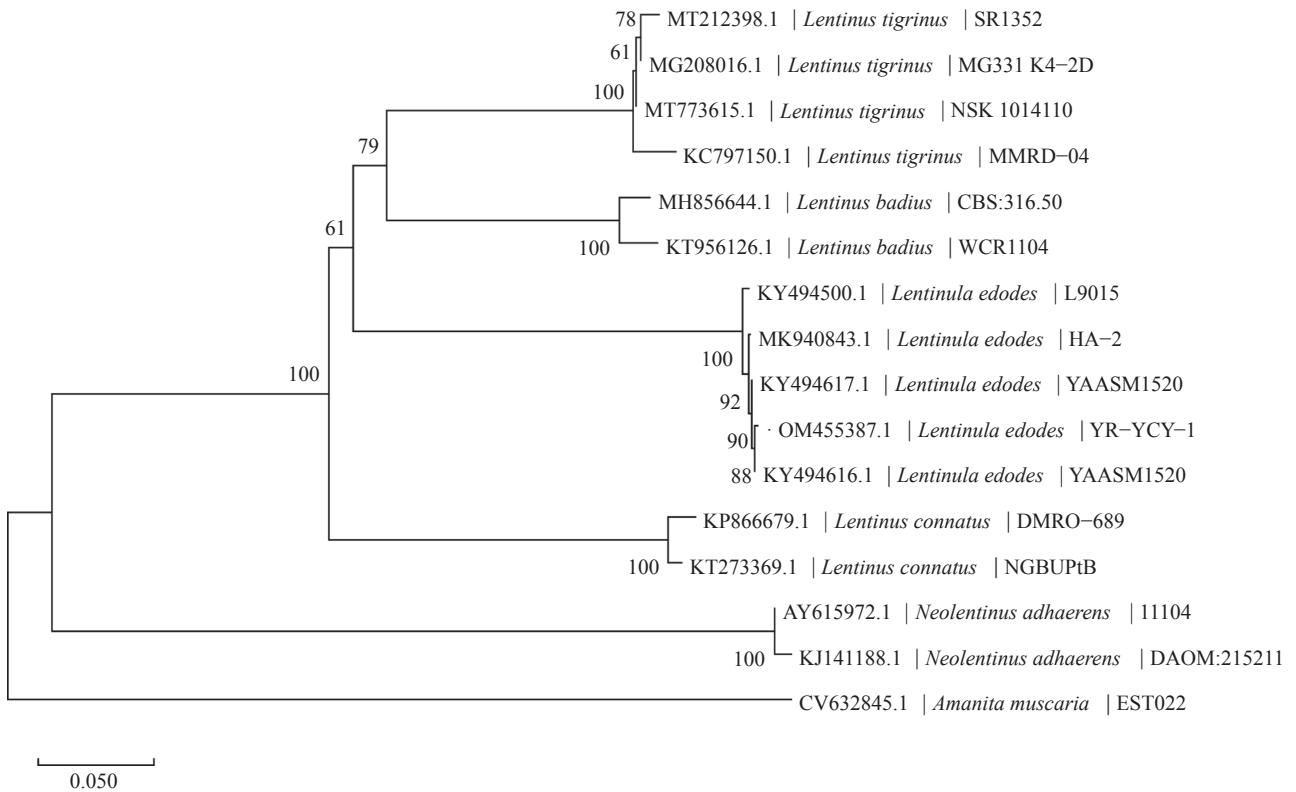 78 MT212398.1 | Lentinus tigrinus | SR1352
61
MG208016.1 | Lentinus tigrinus | MG331 K4−2D
100
MT773615.1 | Lentinus tigrinus | NSK 1014110
79
KC797150.1 | Lentinus tigrinus | MMRD−04
MH856644.1 | Lentinus badius | CBS:316.50
61
100 KT956126.1 | Lentinus badius | WCR1104
KY494500.1 | Lentinula edodes | L9015
MK940843.1 | Lentinula edodes | HA−2
100
100
KY494617.1 | Lentinula edodes | YAASM1520
92
· OM455387.1 | Lentinula edodes | YR−YCY−1
90
88 KY494616.1 | Lentinula edodes | YAASM1520
KP866679.1 | Lentinus connatus | DMRO−689
100 KT273369.1 | Lentinus connatus | NGBUPtB
AY615972.1 | Neolentinus adhaerens | 11104
100 KJ141188.1 | Neolentinus adhaerens | DAOM:215211
CV632845.1 | Amanita muscaria | EST022
0.050